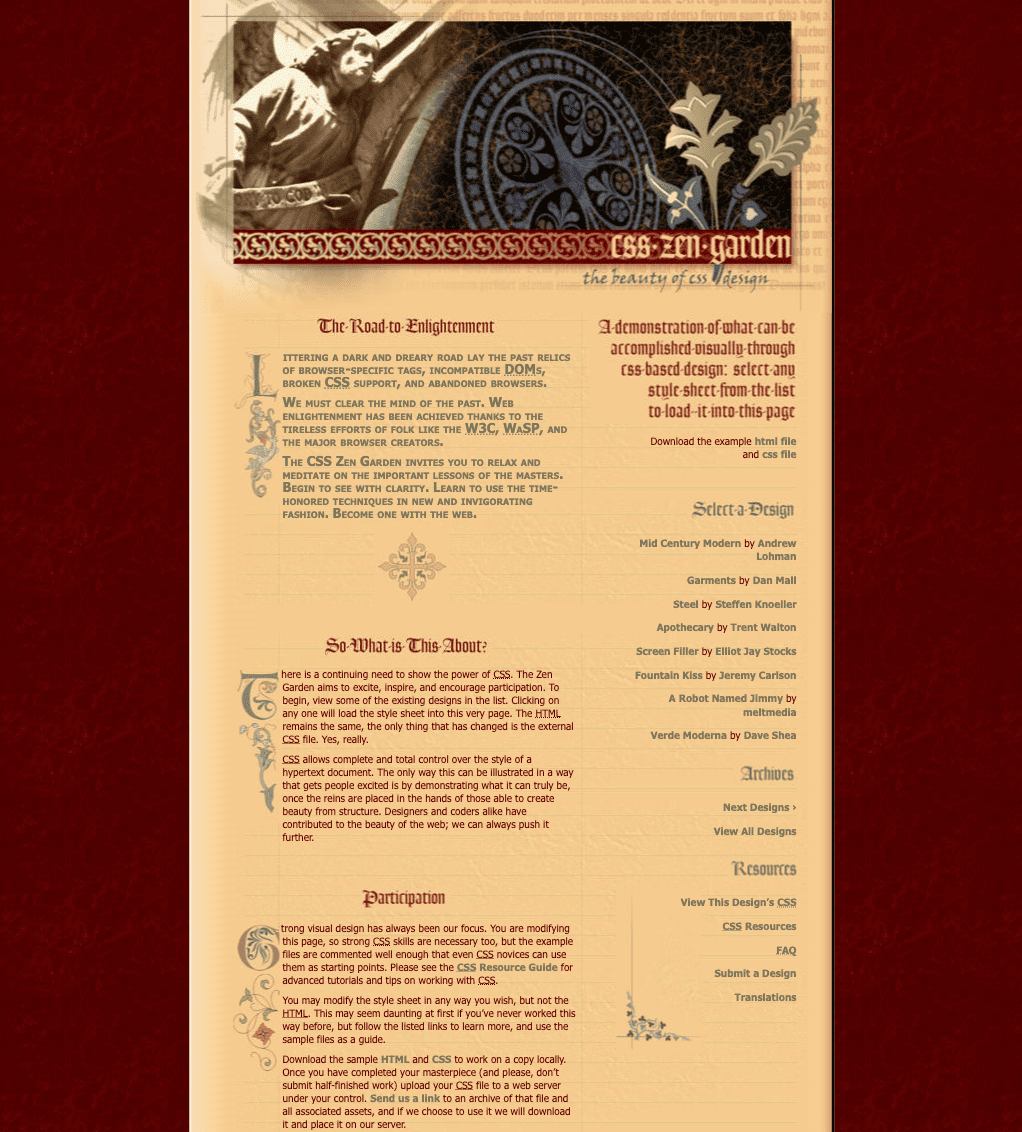 TO GOD
css·zen·garden
the beauty of css design
The·Road·to·Enlightenment
Littering a dark and dreary road lay the past relics
of browser-specific tags, incompatible DOMs,
broken CSS support, and abandoned browsers.
We must clear the mind of the past. Web
enlightenment has been achieved thanks to the
tireless efforts of folk like the W3C, WaSP, and
the major browser creators.
The CSS Zen Garden invites you to relax and
meditate on the important lessons of the masters.
Begin to see with clarity. Learn to use the time-
honored techniques in new and invigorating
fashion. Become one with the web.
So·What·is·This·About?
There is a continuing need to show the power of CSS. The Zen
Garden aims to excite, inspire, and encourage participation. To
begin, view some of the existing designs in the list. Clicking on
any one will load the style sheet into this very page. The HTML
remains the same, the only thing that has changed is the external
CSS file. Yes, really.
CSS allows complete and total control over the style of a
hypertext document. The only way this can be illustrated in a way
that gets people excited is by demonstrating what it can truly be,
once the reins are placed in the hands of those able to create
beauty from structure. Designers and coders alike have
contributed to the beauty of the web; we can always push it
further.
Participation
Strong visual design has always been our focus. You are modifying
this page, so strong CSS skills are necessary too, but the example
files are commented well enough that even CSS novices can use
them as starting points. Please see the CSS Resource Guide for
advanced tutorials and tips on working with CSS.
You may modify the style sheet in any way you wish, but not the
HTML. This may seem daunting at first if you've never worked this
way before, but follow the listed links to learn more, and use the
sample files as a guide.
Download the sample HTML and CSS to work on a copy locally.
Once you have completed your masterpiece (and please, don't
submit half-finished work) upload your CSS file to a web server
under your control. Send us a link to an archive of that file and
all associated assets, and if we choose to use it we will download
it and place it on our server.
A·demonstration·of·what·can·be
accomplished·visually·through
css·based·design: select·any
style·sheet·from·the·list
to·load··it·into·this·page
Download the example html file
and css file
Select·a·Design
Mid Century Modern by Andrew
Lohman
Garments by Dan Mall
Steel by Steffen Knoeller
Apothecary by Trent Walton
Screen Filler by Elliot Jay Stocks
Fountain Kiss by Jeremy Carlson
A Robot Named Jimmy by
meltmedia
Verde Moderna by Dave Shea
Archives
Next Designs ›
View All Designs
Resources
View This Design's CSS
CSS Resources
FAQ
Submit a Design
Translations